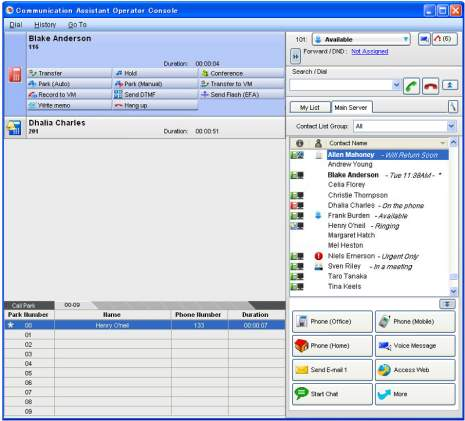 Communication Assistant Operator Console
Dial History Go To
Blake Anderson
116
Duration: 00:00:04
Transfer Hold Conference
Park (Auto) Park (Manual) Transfer to VM
Record to VM Send DTMF Send Flash (EFA)
Write memo Hang up
Dhalia Charles
201 Duration: 00:00:51
101: Available (6)
Forward / DND : Not Assigned
Search / Dial
My List Main Server
Contact List Group: All
Contact Name
Allen Mahoney - Will Return Soon
Andrew Young
Blake Anderson - Tue 11:38AM - *
Celia Florey
Christie Thompson
Dhalia Charles - On the phone
Frank Burden - Available
Henry O'neil - Ringing
Margaret Hatch
Mel Heston
Niels Emerson - Urgent Only
Sven Riley - In a meeting
Taro Tanaka
Tina Keels
Call Park 00-09
Park Number Name Phone Number Duration
00 Henry O'neil 133 00:00:07
01
02
03
04
05
06
07
08
09
Phone (Office) Phone (Mobile)
Phone (Home) Voice Message
Send E-mail 1 Access Web
Start Chat More